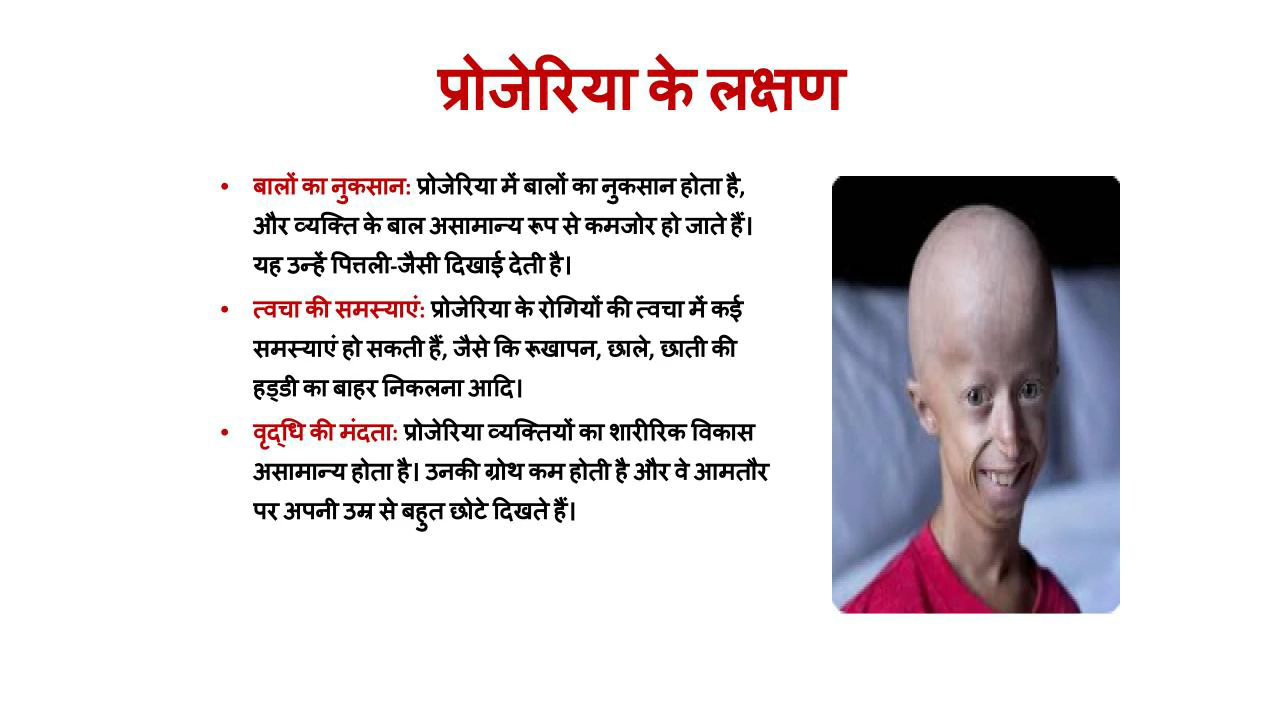 प्रोजेरिया के लक्षण
• बालों का नुकसान: प्रोजेरिया में बालों का नुकसान होता है,
और व्यक्ति के बाल असामान्य रूप से कमजोर हो जाते हैं।
यह उन्हें पित्तली-जैसी दिखाई देती है।
• त्वचा की समस्याएं: प्रोजेरिया के रोगियों की त्वचा में कई
समस्याएं हो सकती हैं, जैसे कि रूखापन, छाले, छाती की
हड्डी का बाहर निकलना आदि।
• वृद्धि की मंदता: प्रोजेरिया व्यक्तियों का शारीरिक विकास
असामान्य होता है। उनकी ग्रोथ कम होती है और वे आमतौर
पर अपनी उम्र से बहुत छोटे दिखते हैं।